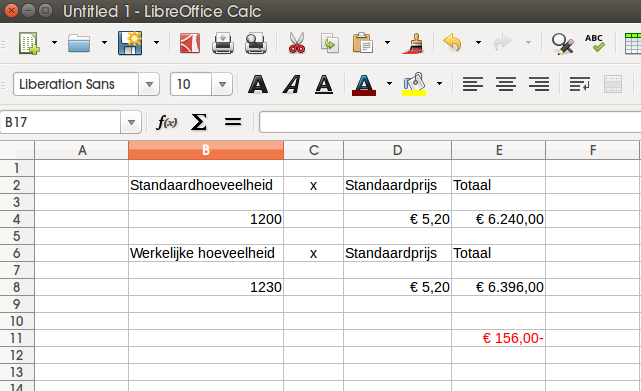 Untitled 1 - LibreOffice Calc
ABC
Liberation Sans 10 A A A A
B17 f(x) Σ =
A B C D E F
1
2 Standaardhoeveelheid x Standaardprijs Totaal
3
4 1200 € 5,20 € 6.240,00
5
6 Werkelijke hoeveelheid x Standaardprijs Totaal
7
8 1230 € 5,20 € 6.396,00
9
10
11 € 156,00-
12
13
14